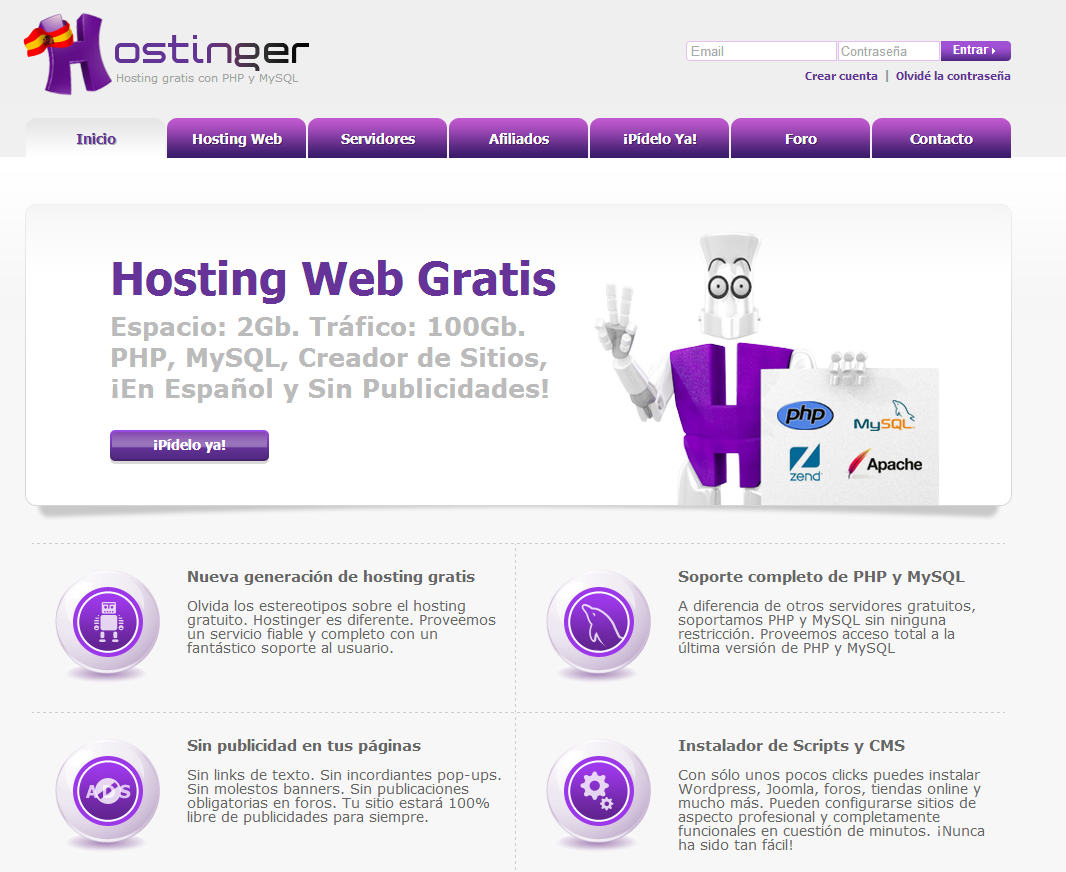 Hostinger
Hosting gratis con PHP y MySQL
Email
Contraseña
Entrar
Crear cuenta | Olvidé la contraseña
Inicio
Hosting Web
Servidores
Afiliados
¡Pídelo Ya!
Foro
Contacto
Hosting Web Gratis
Espacio: 2Gb. Tráfico: 100Gb.
PHP, MySQL, Creador de Sitios,
¡En Español y Sin Publicidades!
¡Pídelo ya!
H
php
MySQL
zend
Apache
Nueva generación de hosting gratis
Olvida los estereotipos sobre el hosting
gratuito. Hostinger es diferente. Proveemos
un servicio fiable y completo con un
fantástico soporte al usuario.
Soporte completo de PHP y MySQL
A diferencia de otros servidores gratuitos,
soportamos PHP y MySQL sin ninguna
restricción. Proveemos acceso total a la
última versión de PHP y MySQL
ADS
Sin publicidad en tus páginas
Sin links de texto. Sin incordiantes pop-ups.
Sin molestos banners. Sin publicaciones
obligatorias en foros. Tu sitio estará 100%
libre de publicidades para siempre.
Instalador de Scripts y CMS
Con sólo unos pocos clicks puedes instalar
Wordpress, Joomla, foros, tiendas online y
mucho más. Pueden configurarse sitios de
aspecto profesional y completamente
funcionales en cuestión de minutos. ¡Nunca
ha sido tan fácil!